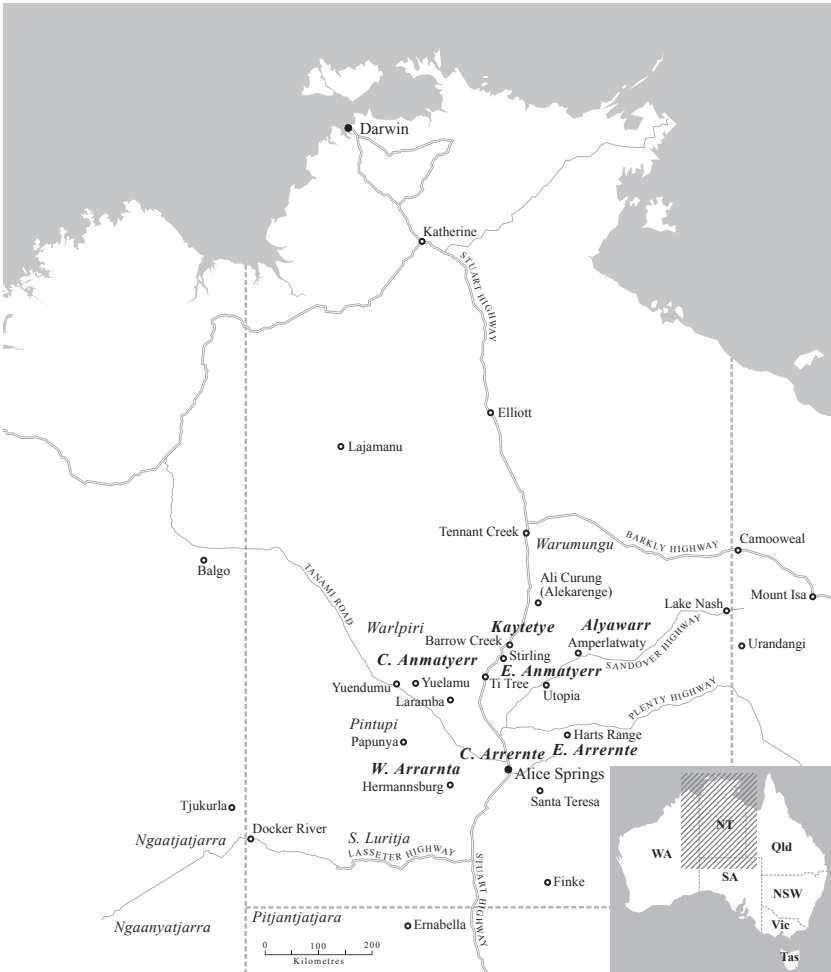 Darwin
Katherine
STUART HIGHWAY
Elliott
Lajamanu
Tennant Creek
Warumungu
BARKLY HIGHWAY
Camooweal
Balgo
TANAMI ROAD
Ali Curung
(Alekarenge)
Mount Isa
Lake Nash
Warlpiri
Kaytetye
Alyawarr
Barrow Creek
Amperlatwaty
SANDOVER HIGHWAY
Urandangi
C. Anmatyerr
Stirling
E. Anmatyerr
Yuendumu
Yuelamu
Ti Tree
Utopia
Laramba
PLENTY HIGHWAY
Pintupi
Papunya
Harts Range
C. Arrernte
E. Arrernte
W. Arrarnta
Alice Springs
Hermannsburg
Santa Teresa
Tjukurla
Docker River
Ngaatjatjarra
S. Luritja
LASSETER HIGHWAY
STUART HIGHWAY
Finke
Pitjantjatjara
Ngaanyatjarra
Ernabella
0 100 200
Kilometres
NT
WA
Qld
SA
NSW
Vic
Tas